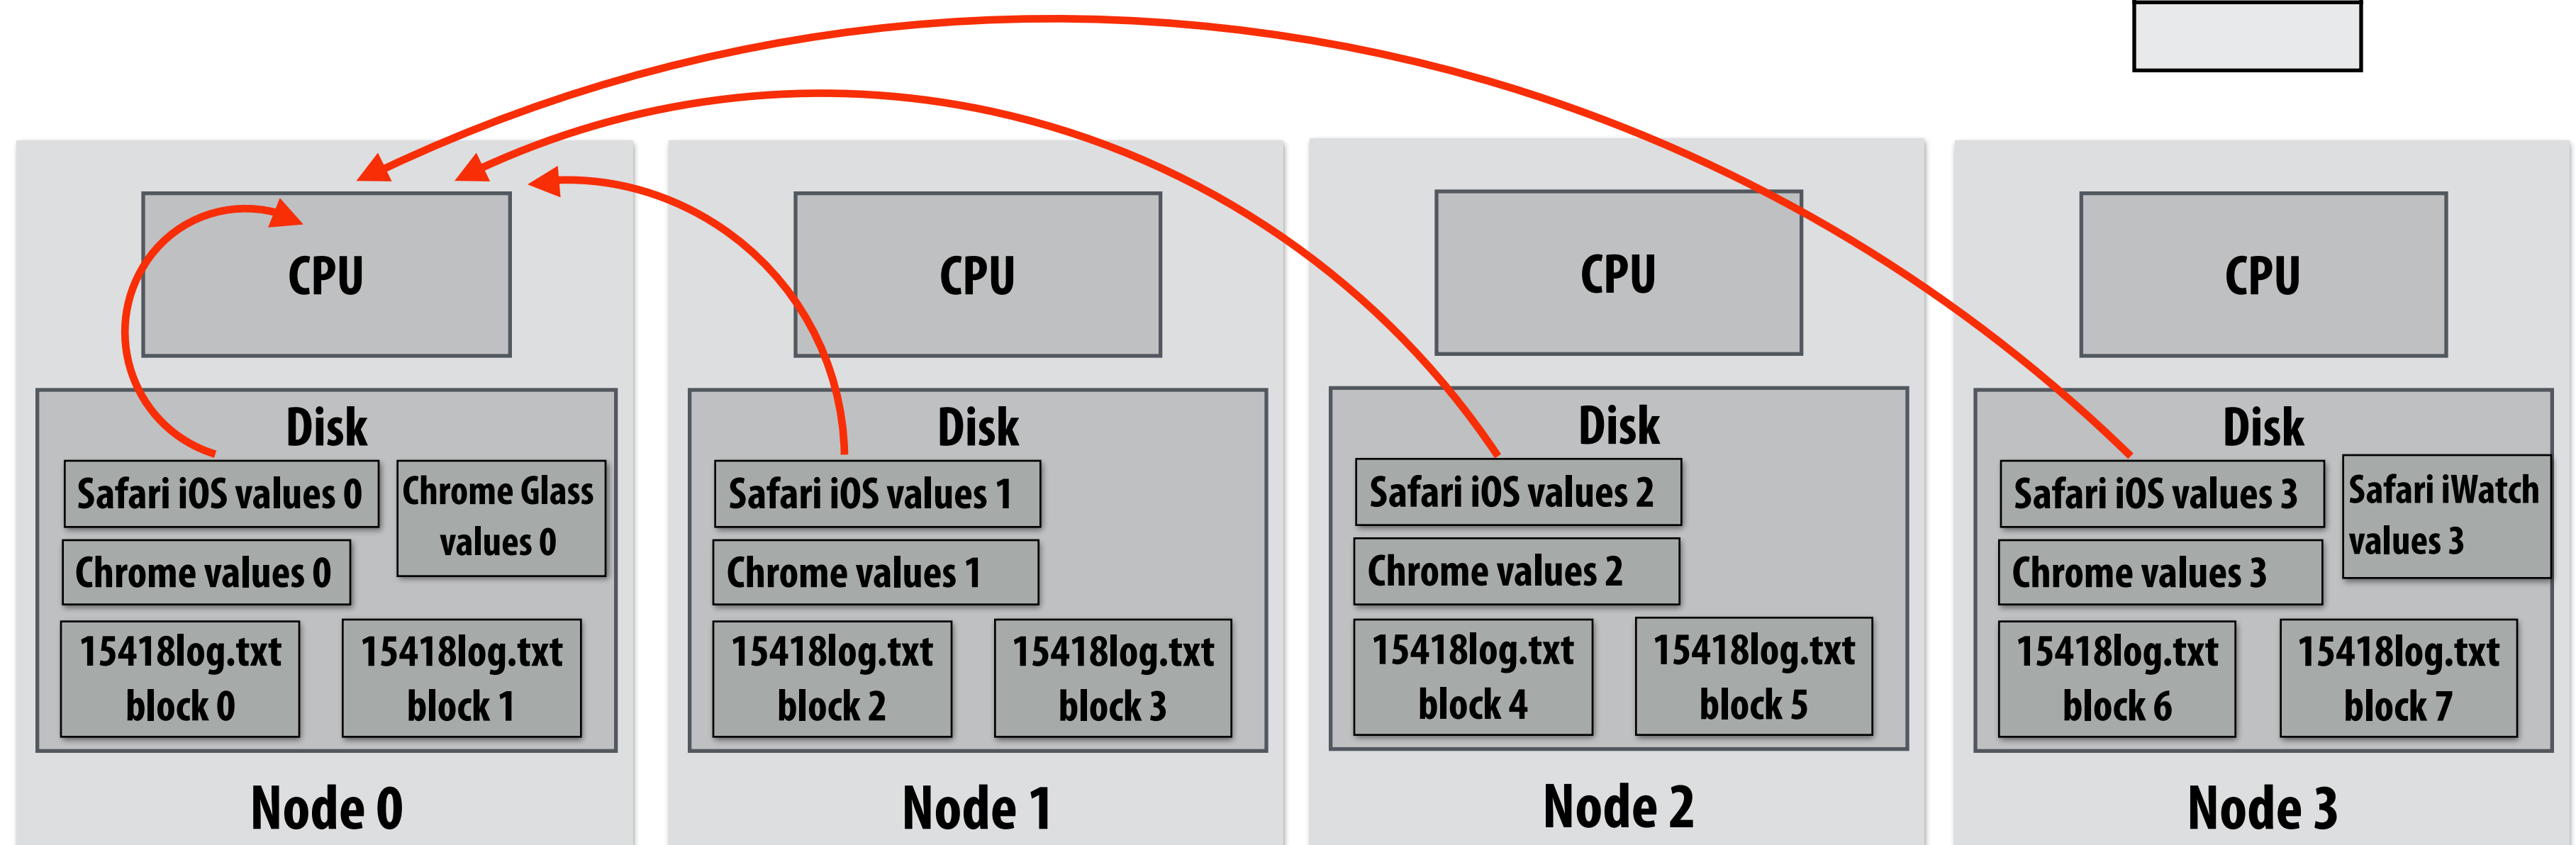 CPU
Disk
Safari iOS values 0
Chrome Glass
values 0
Chrome values 0
15418log.txt
block 0
15418log.txt
block 1
Node 0
CPU
Disk
Safari iOS values 1
Chrome values 1
15418log.txt
block 2
15418log.txt
block 3
Node 1
CPU
Disk
Safari iOS values 2
Chrome values 2
15418log.txt
block 4
15418log.txt
block 5
Node 2
CPU
Disk
Safari iOS values 3
Safari iWatch
values 3
Chrome values 3
15418log.txt
block 6
15418log.txt
block 7
Node 3